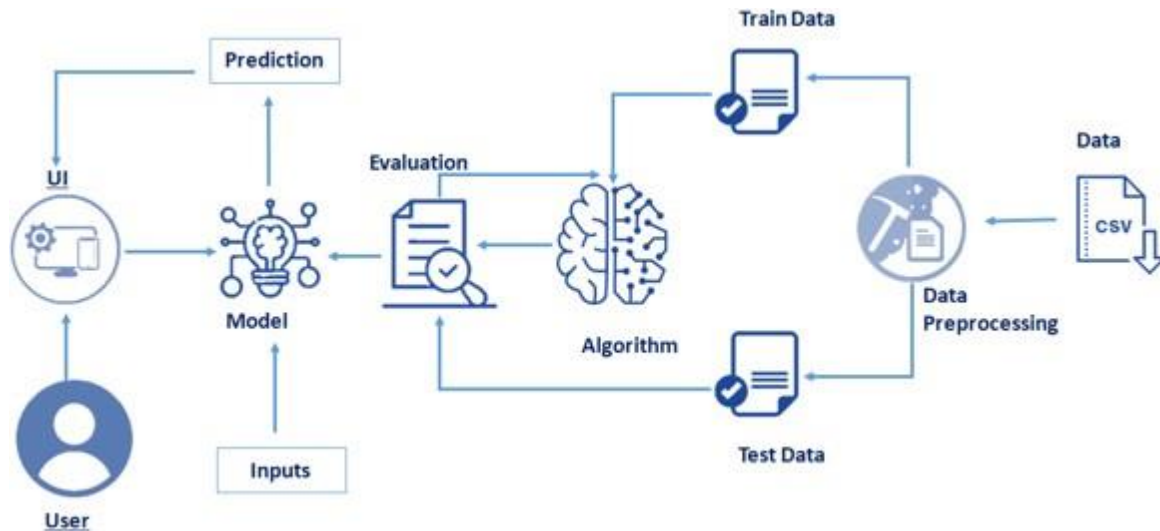 Train Data
Prediction
Data
Evaluation
UI
CSV
Model
Data
Preprocessing
Algorithm
Inputs
Test Data
User